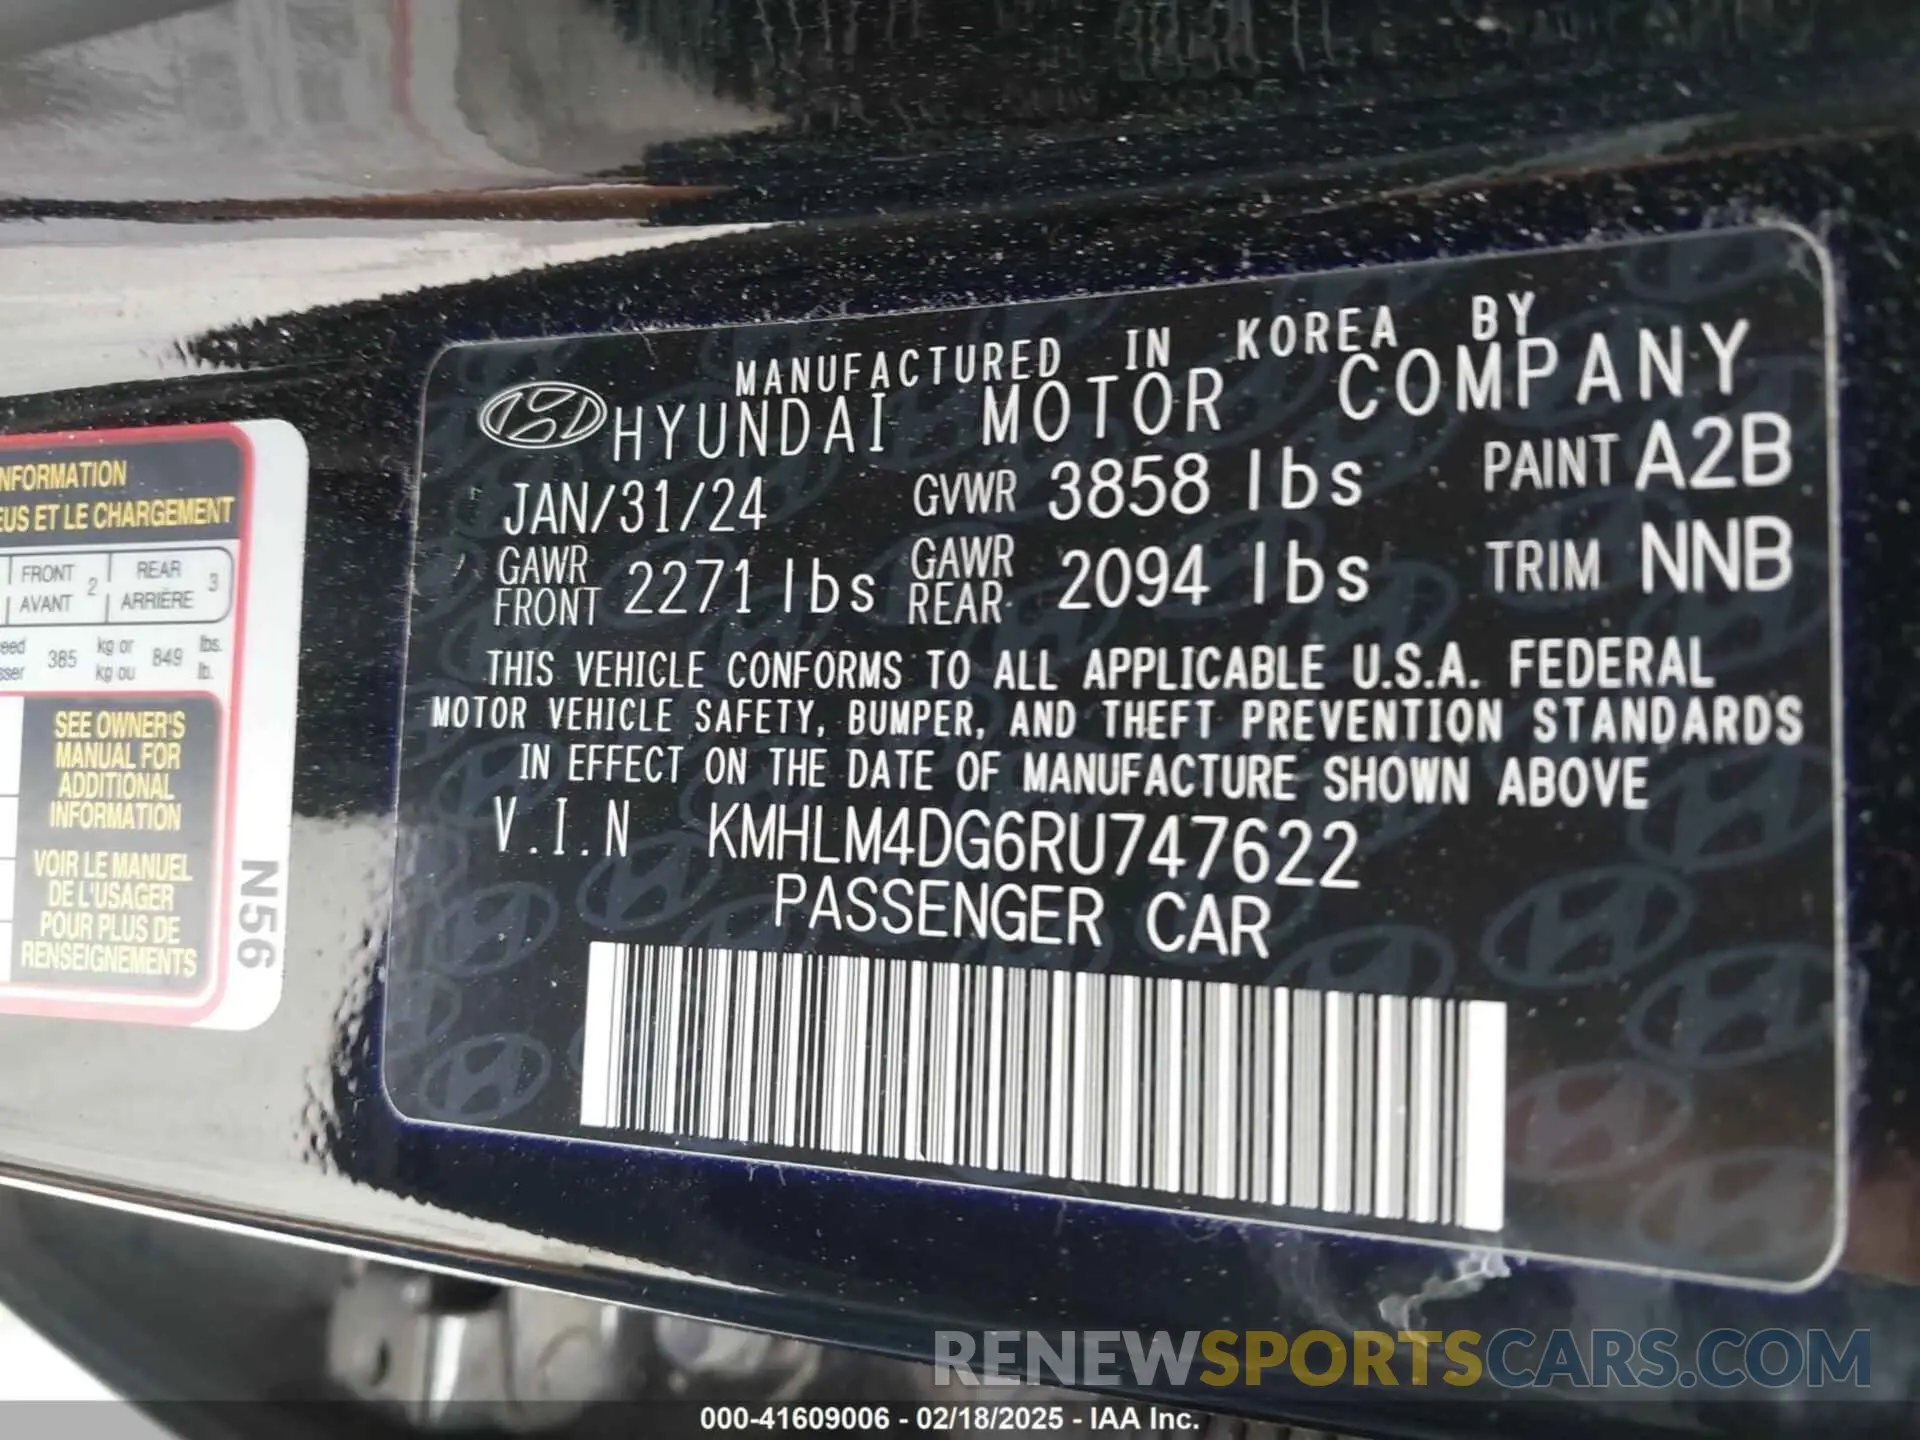 INFORMATION
EUS ET LE CHARGEMENT
FRONT 2 REAR 3
AVANT ARRIÈRE
385 kg or 849 lbs.
kg ou lb.
SEE OWNER'S
MANUAL FOR
ADDITIONAL
INFORMATION
VOIR LE MANUEL
DE L'USAGER
POUR PLUS DE
RENSEIGNEMENTS
N56
MANUFACTURED IN KOREA BY
HYUNDAI MOTOR COMPANY
JAN/31/24 GVWR 3858 lbs PAINT A2B
GAWR FRONT 2271 lbs GAWR REAR 2094 lbs TRIM NNB
THIS VEHICLE CONFORMS TO ALL APPLICABLE U.S.A. FEDERAL
MOTOR VEHICLE SAFETY, BUMPER, AND THEFT PREVENTION STANDARDS
IN EFFECT ON THE DATE OF MANUFACTURE SHOWN ABOVE
V.I.N KMHLM4DG6RU747622
PASSENGER CAR
RENEWSPORTSCARS.COM
000-41609006 - 02/18/2025 - IAA Inc.